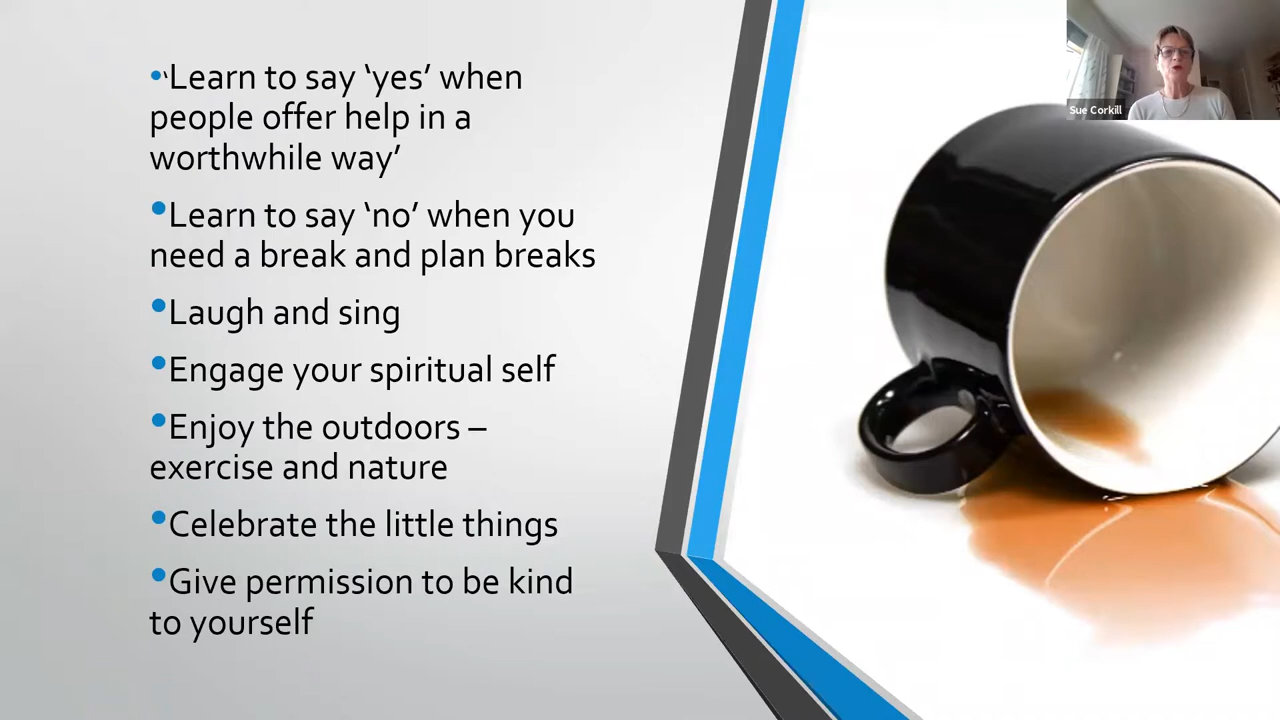 •‘Learn to say ‘yes’ when
people offer help in a
worthwhile way’
•Learn to say ‘no’ when you
need a break and plan breaks
•Laugh and sing
•Engage your spiritual self
•Enjoy the outdoors –
exercise and nature
•Celebrate the little things
•Give permission to be kind
to yourself
Sue Corkill